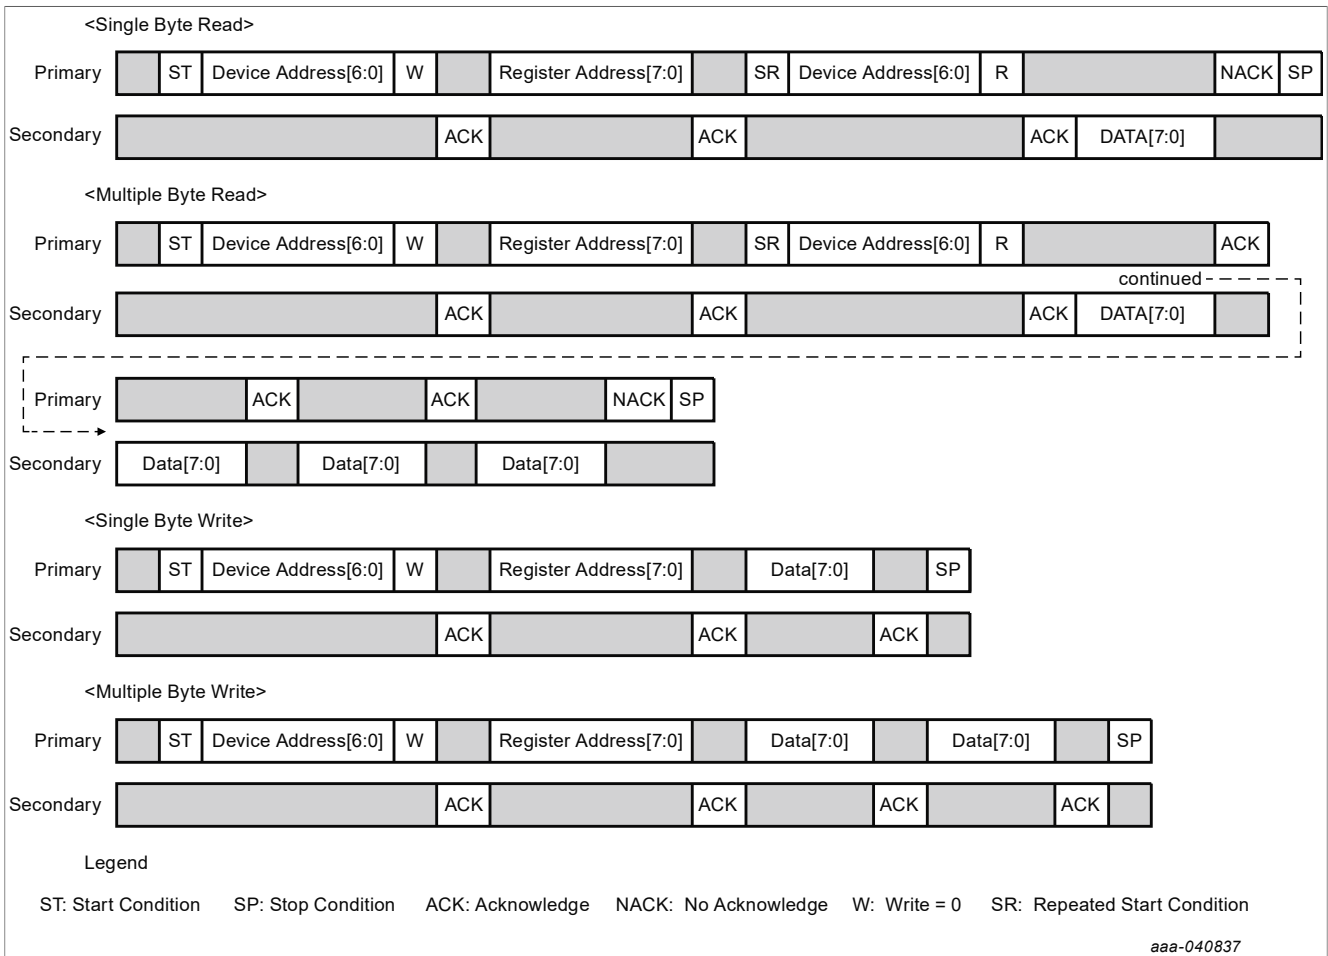 <Single Byte Read>
Primary ST Device Address[6:0] W Register Address[7:0] SR Device Address[6:0] R NACK SP
Secondary ACK ACK ACK DATA[7:0]
<Multiple Byte Read>
Primary ST Device Address[6:0] W Register Address[7:0] SR Device Address[6:0] R ACK
continued
Secondary ACK ACK ACK DATA[7:0]
Primary ACK ACK NACK SP
Secondary Data[7:0] Data[7:0] Data[7:0]
<Single Byte Write>
Primary ST Device Address[6:0] W Register Address[7:0] Data[7:0] SP
Secondary ACK ACK ACK
<Multiple Byte Write>
Primary ST Device Address[6:0] W Register Address[7:0] Data[7:0] Data[7:0] SP
Secondary ACK ACK ACK ACK
Legend
ST: Start Condition SP: Stop Condition ACK: Acknowledge NACK: No Acknowledge W: Write = 0 SR: Repeated Start Condition
aaa-040837